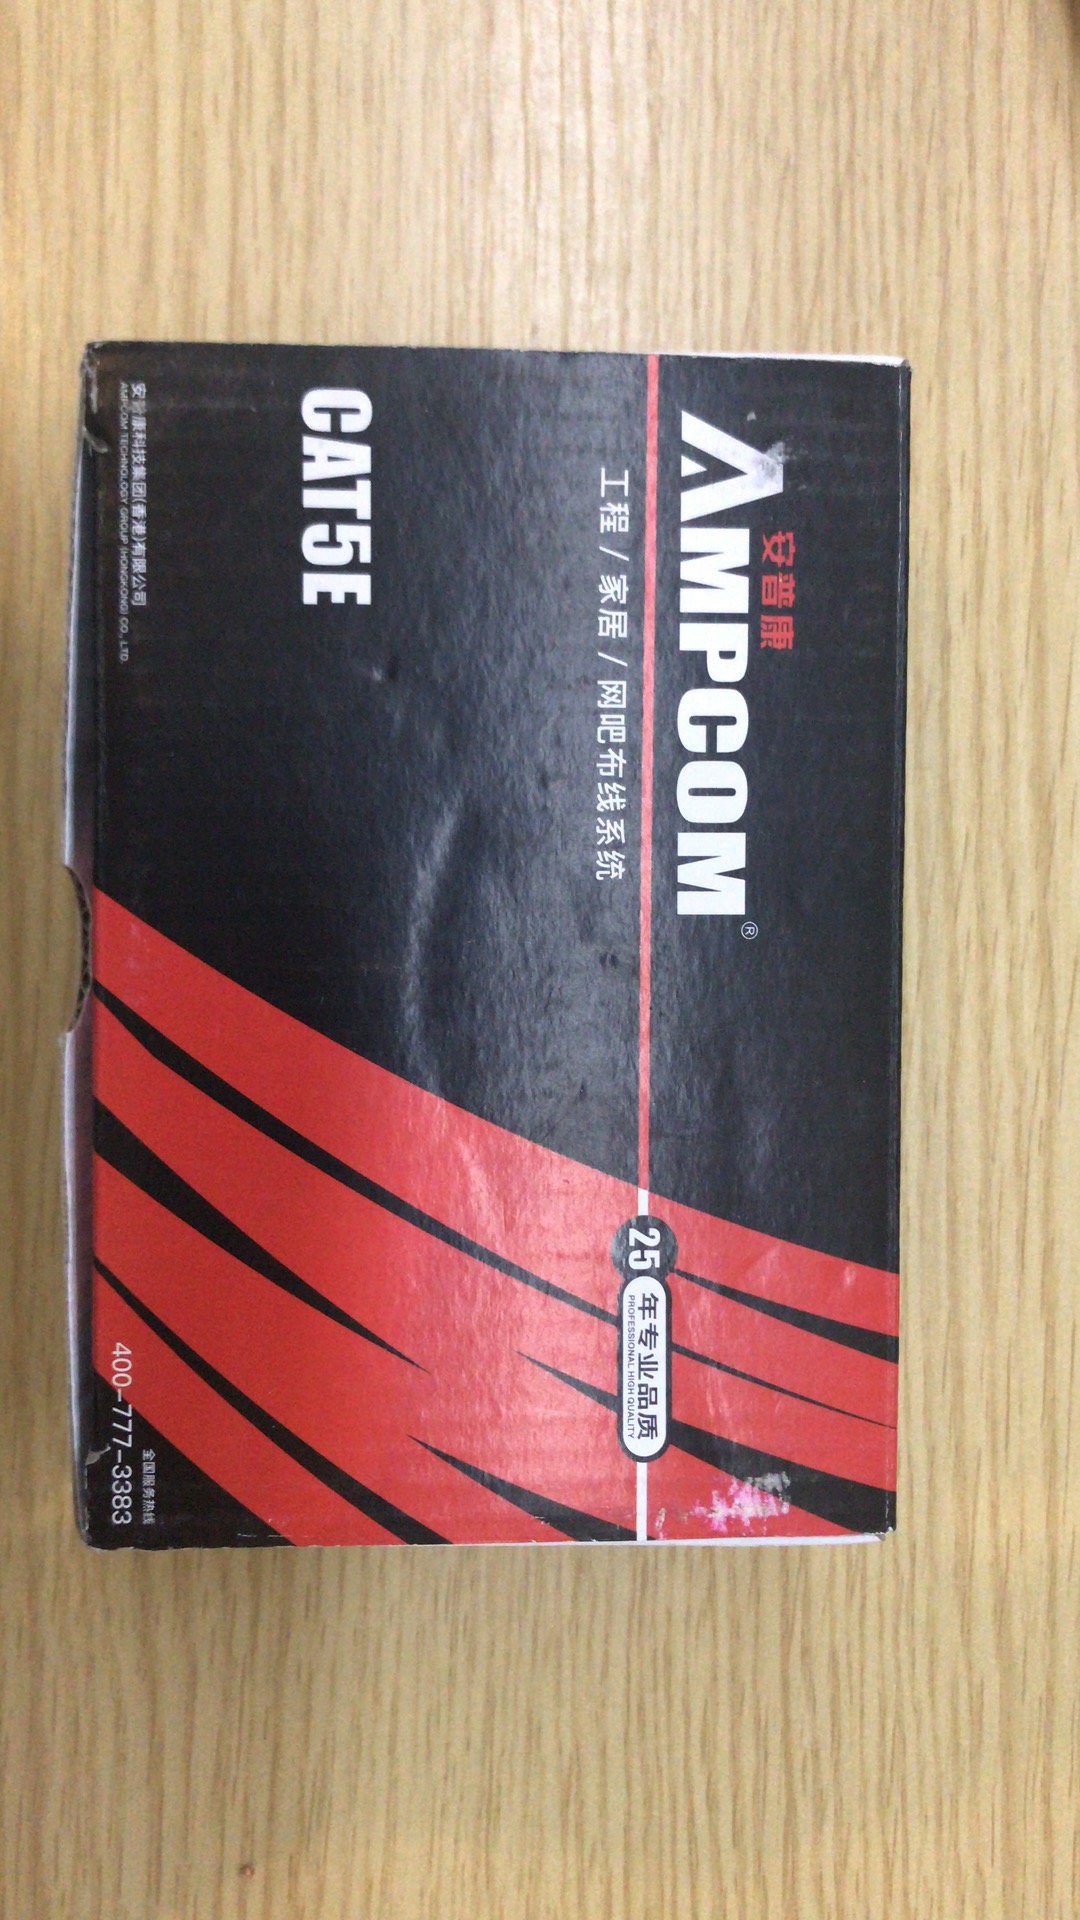 安普康
AMPCOM®
工程/家居/网吧布线系统
25年专业品质
PROFESSIONAL HIGH QUALITY
CAT5E
安普康科技集团(香港)有限公司
AMPCOM TECHNOLOGY GROUP (HONGKONG) CO., LTD.
全国服务热线
400-777-3383